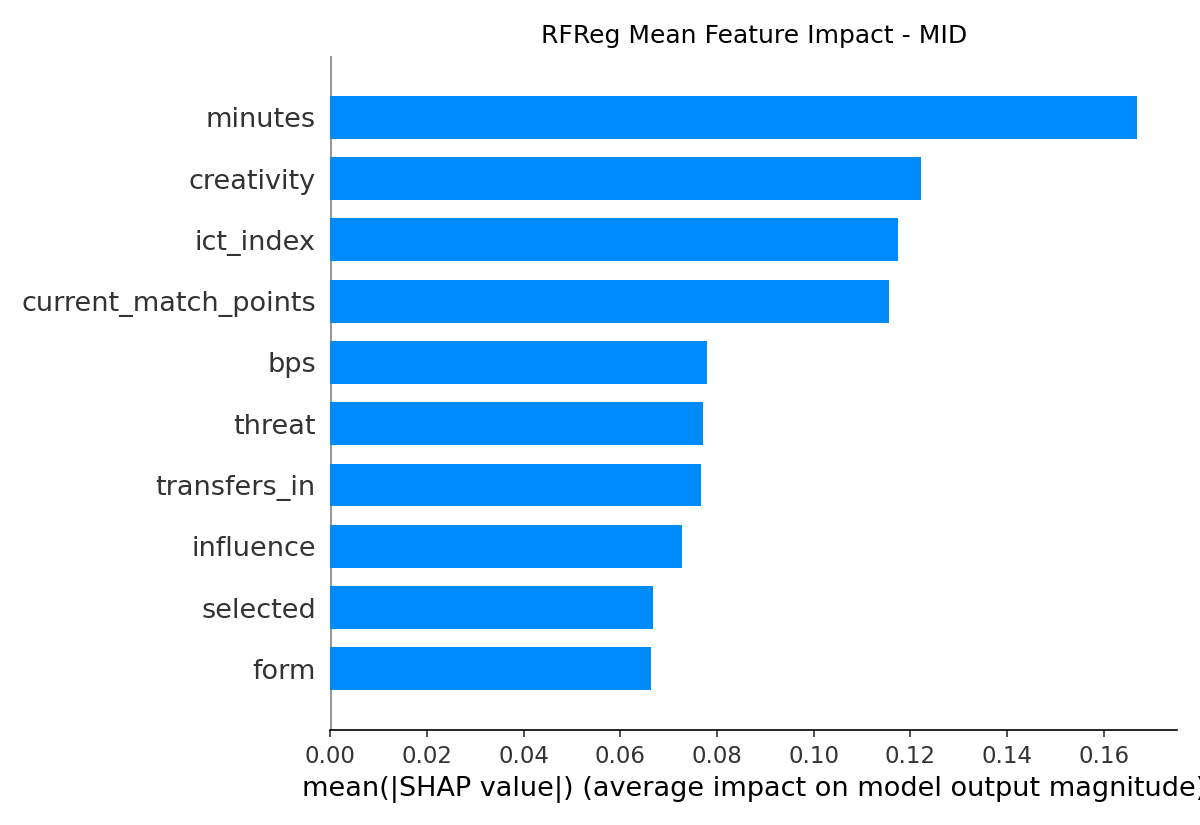 RFReg Mean Feature Impact - MID
minutes
creativity
ict_index
current_match_points
bps
threat
transfers_in
influence
selected
form
0.00 0.02 0.04 0.06 0.08 0.10 0.12 0.14 0.16
mean(|SHAP value|) (average impact on model output magnitude)